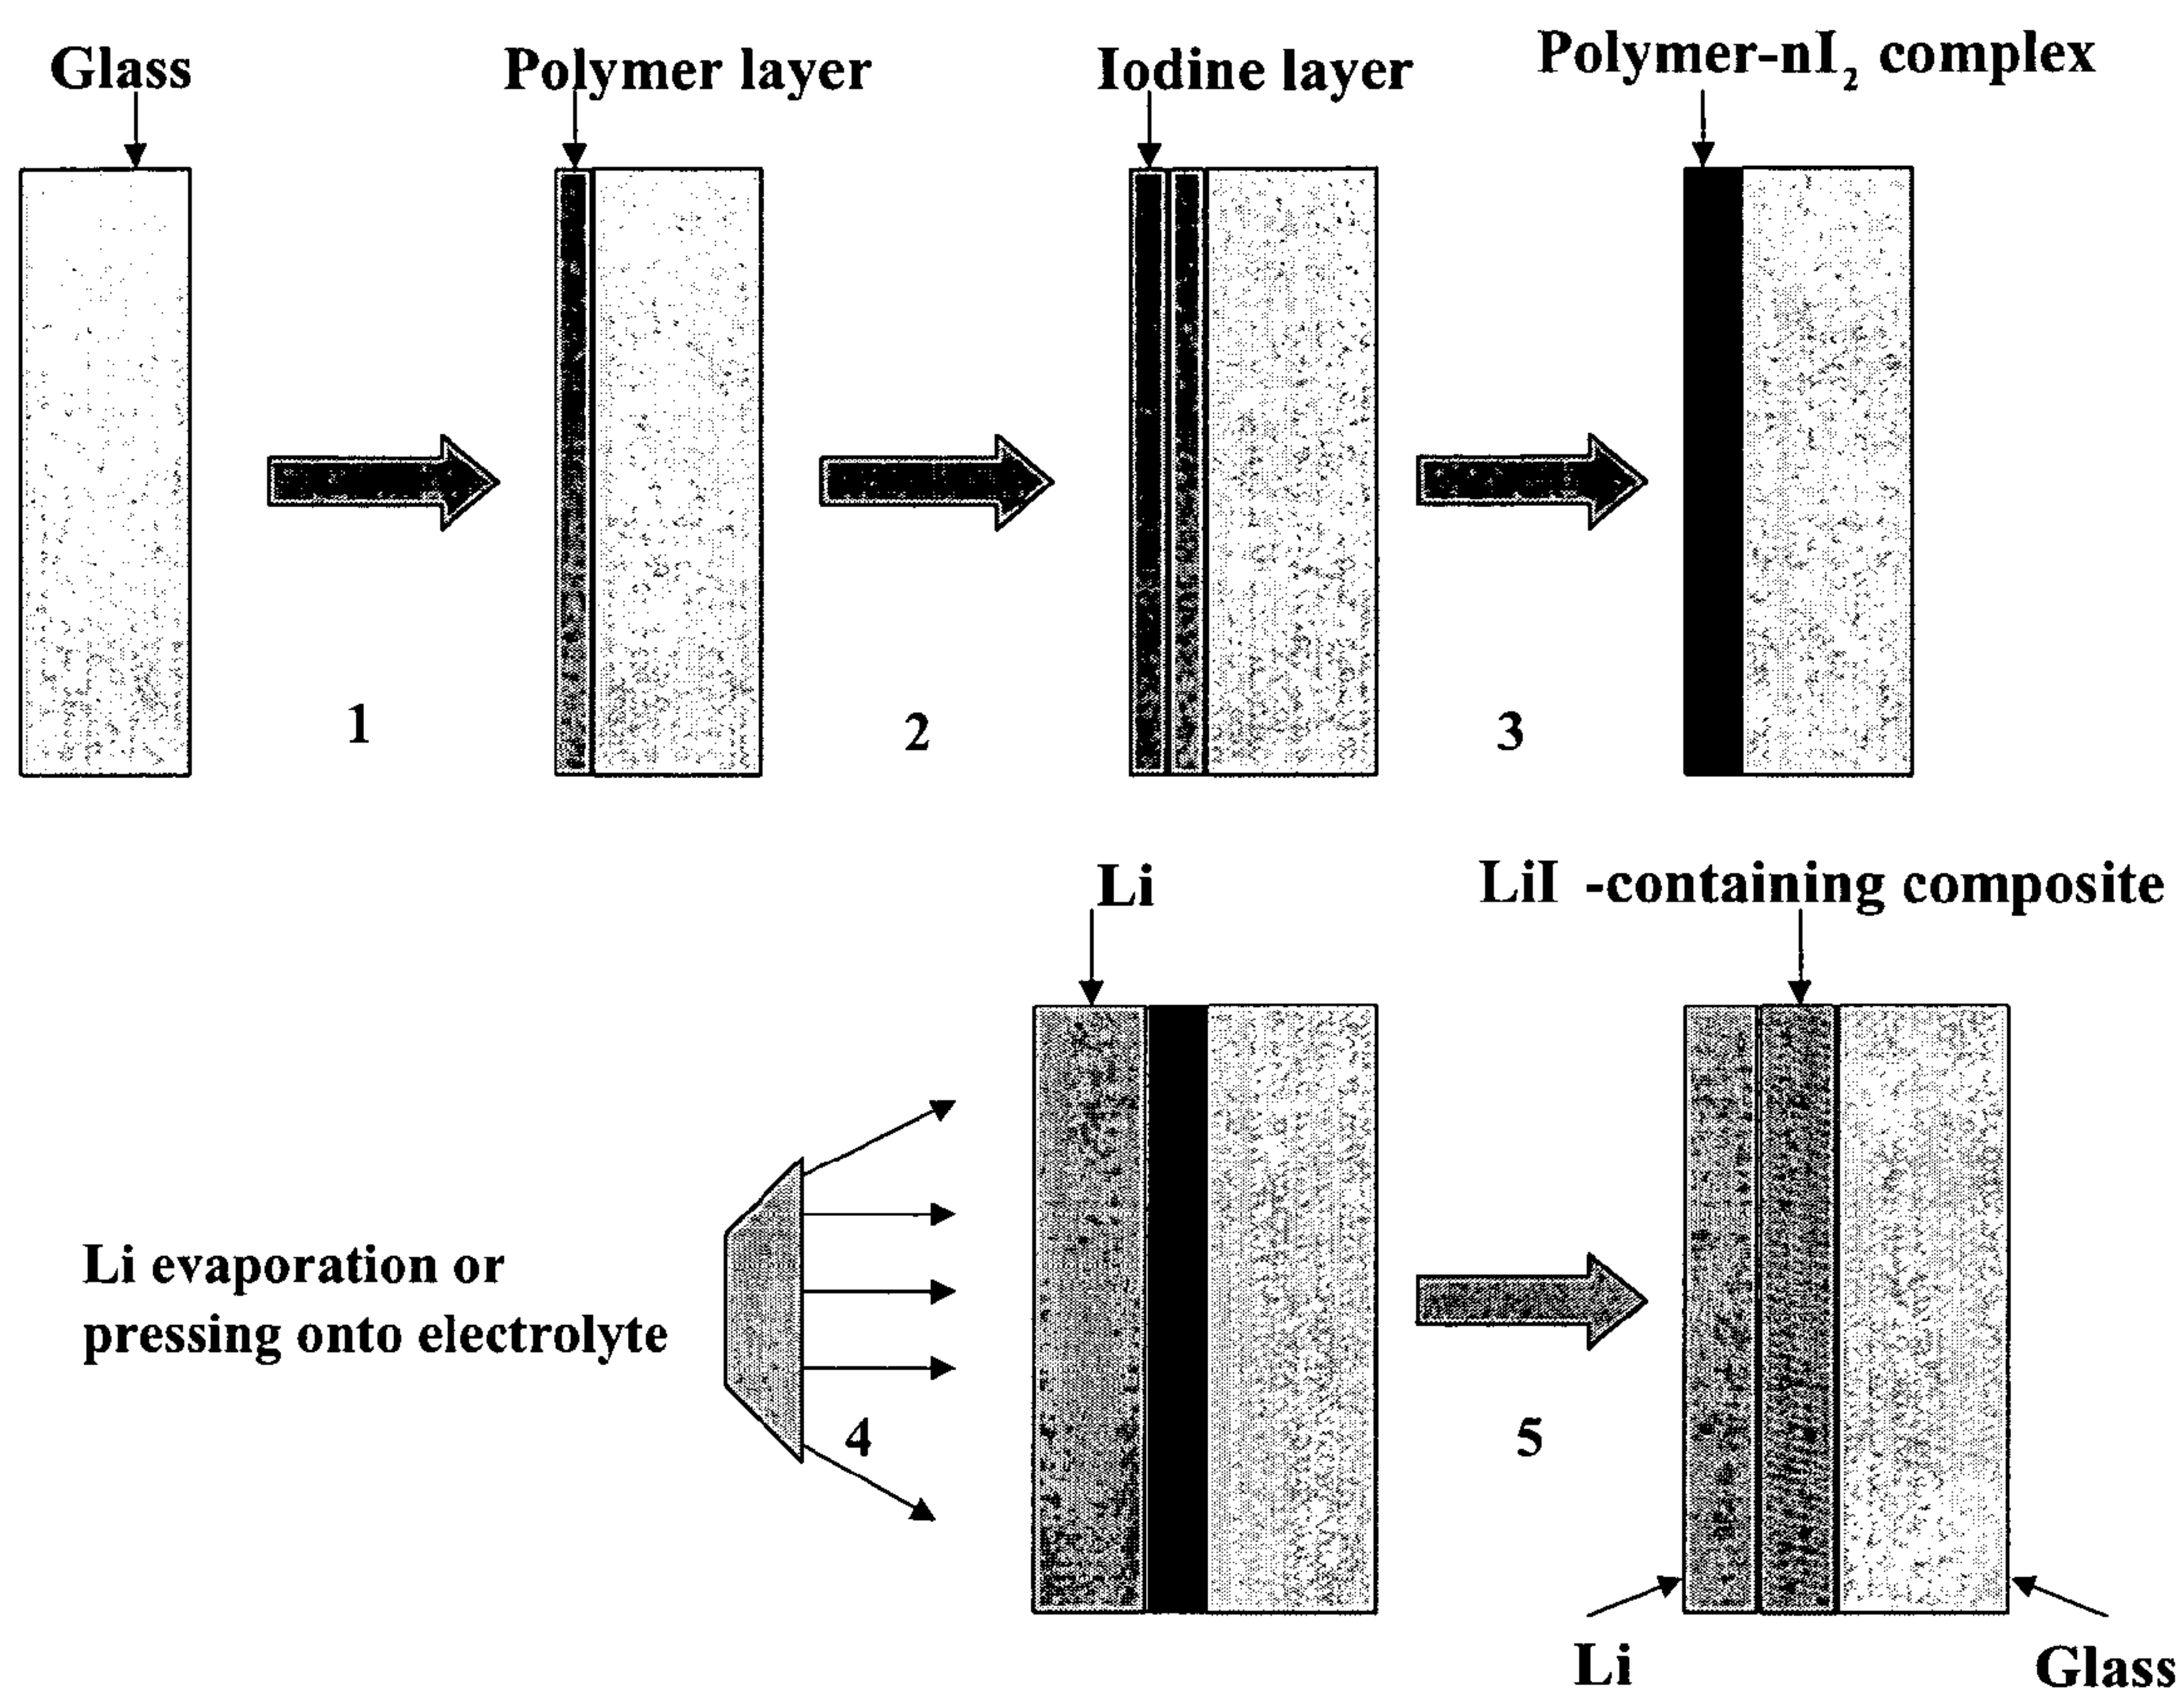 Glass
Polymer layer
Iodine layer
Polymer-nI₂ complex
1
2
3
Li
LiI -containing composite
Li evaporation or
pressing onto electrolyte
4
5
Li
Glass